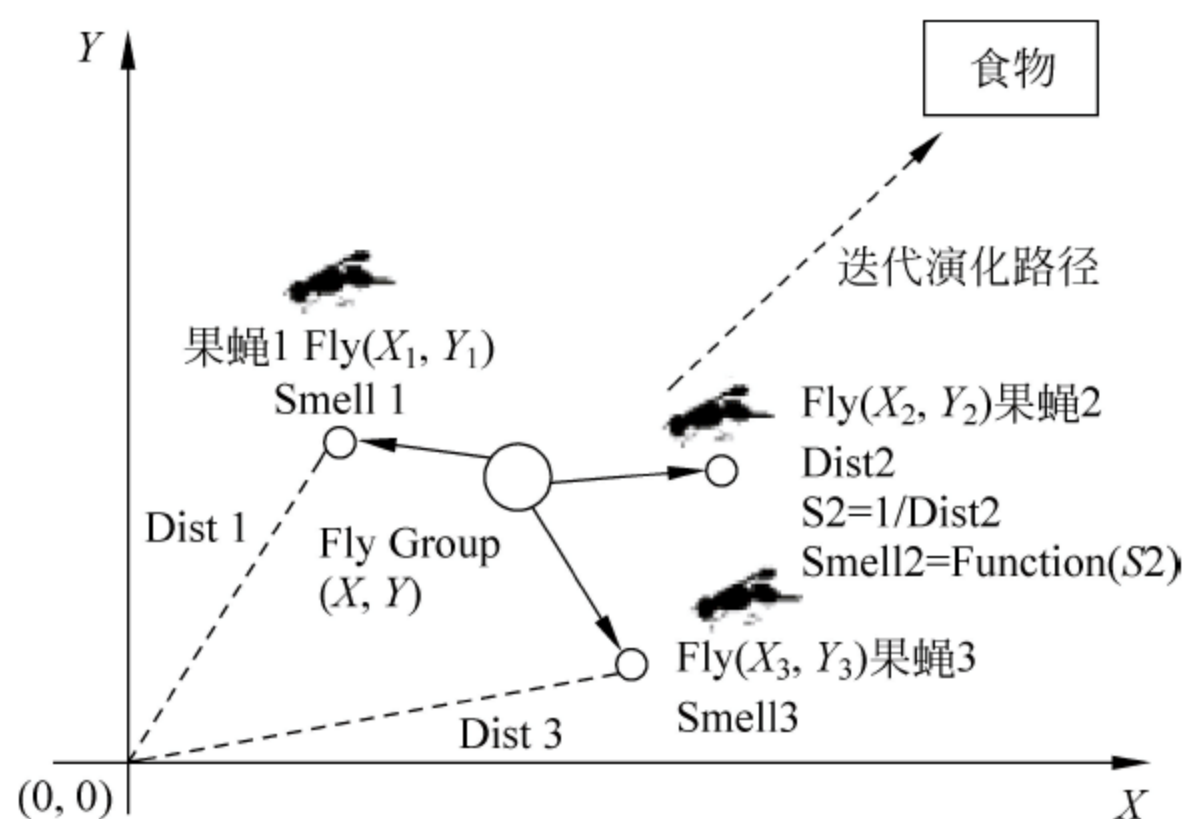 Y
食物
迭代演化路径
果蝇1 Fly(X₁, Y₁)
Smell 1
Fly(X₂, Y₂)果蝇2
Dist2
S2=1/Dist2
Smell2=Function(S2)
Dist 1
Fly Group
(X, Y)
Fly(X₃, Y₃)果蝇3
Smell3
Dist 3
(0, 0)
X